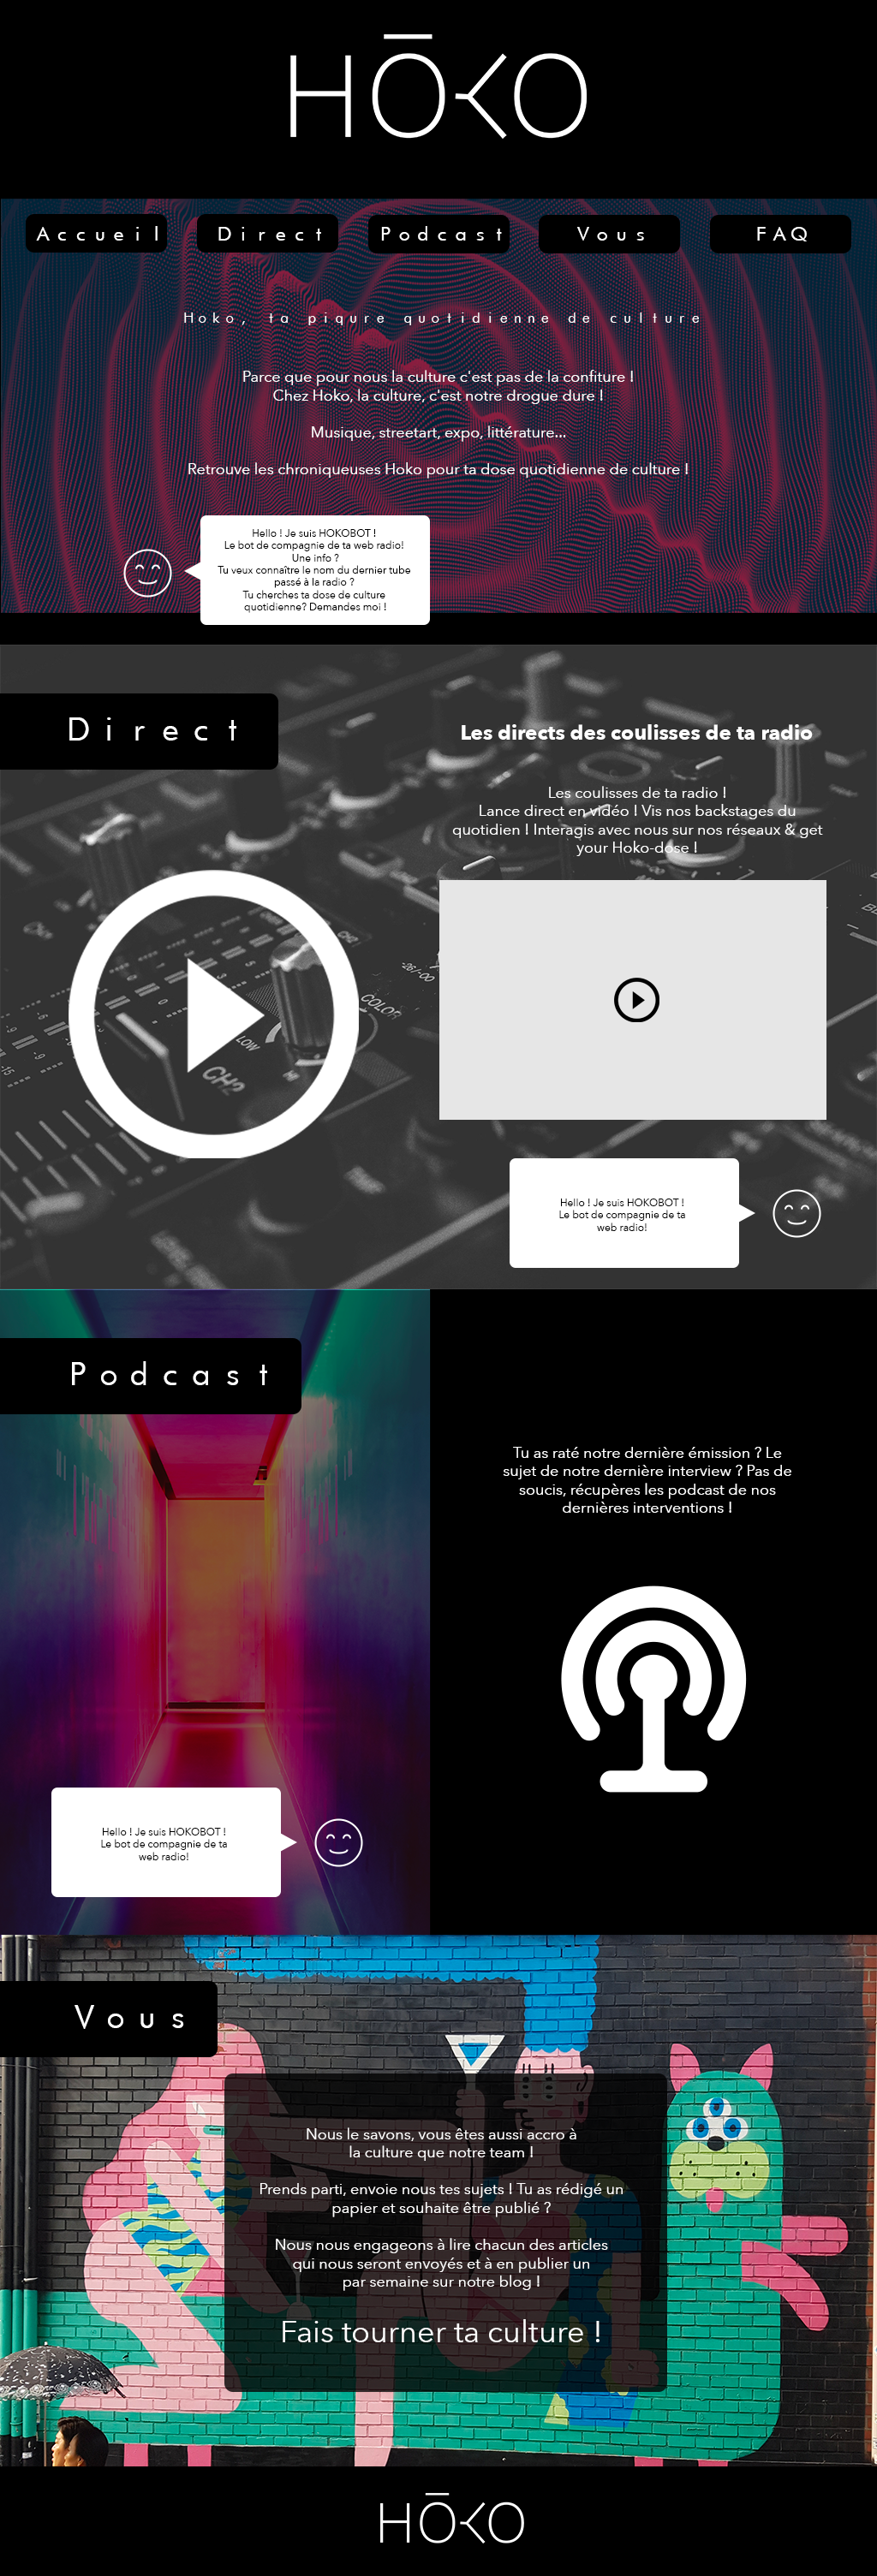 HŌKO
Accueil
Direct
Podcast
Vous
FAQ
Hoko, ta piqure quotidienne de culture
Parce que pour nous la culture c'est pas de la confiture !
Chez Hoko, la culture, c'est notre drogue dure !
Musique, streetart, expo, littérature...
Retrouve les chroniqueuses Hoko pour ta dose quotidienne de culture !
Hello ! Je suis HOKOBOT !
Le bot de compagnie de ta web radio!
Une info ?
Tu veux connaître le nom du dernier tube
passé à la radio ?
Tu cherches ta dose de culture
quotidienne? Demandes moi !
Direct
Les directs des coulisses de ta radio
Les coulisses de ta radio !
Lance direct en vidéo ! Vis nos backstages du
quotidien ! Interagis avec nous sur nos réseaux & get
your Hoko-dose !
26/-00
COLOR
LOW
HI
CH2
-15
Hello ! Je suis HOKOBOT !
Le bot de compagnie de ta
web radio!
Podcast
Tu as raté notre dernière émission ? Le
sujet de notre dernière interview ? Pas de
soucis, récupères les podcast de nos
dernières interventions !
Hello ! Je suis HOKOBOT !
Le bot de compagnie de ta
web radio!
Vous
Nous le savons, vous êtes aussi accro à
la culture que notre team !
Prends parti, envoie nous tes sujets ! Tu as rédigé un
papier et souhaite être publié ?
Nous nous engageons à lire chacun des articles
qui nous seront envoyés et à en publier un
par semaine sur notre blog !
Fais tourner ta culture !
HŌKO